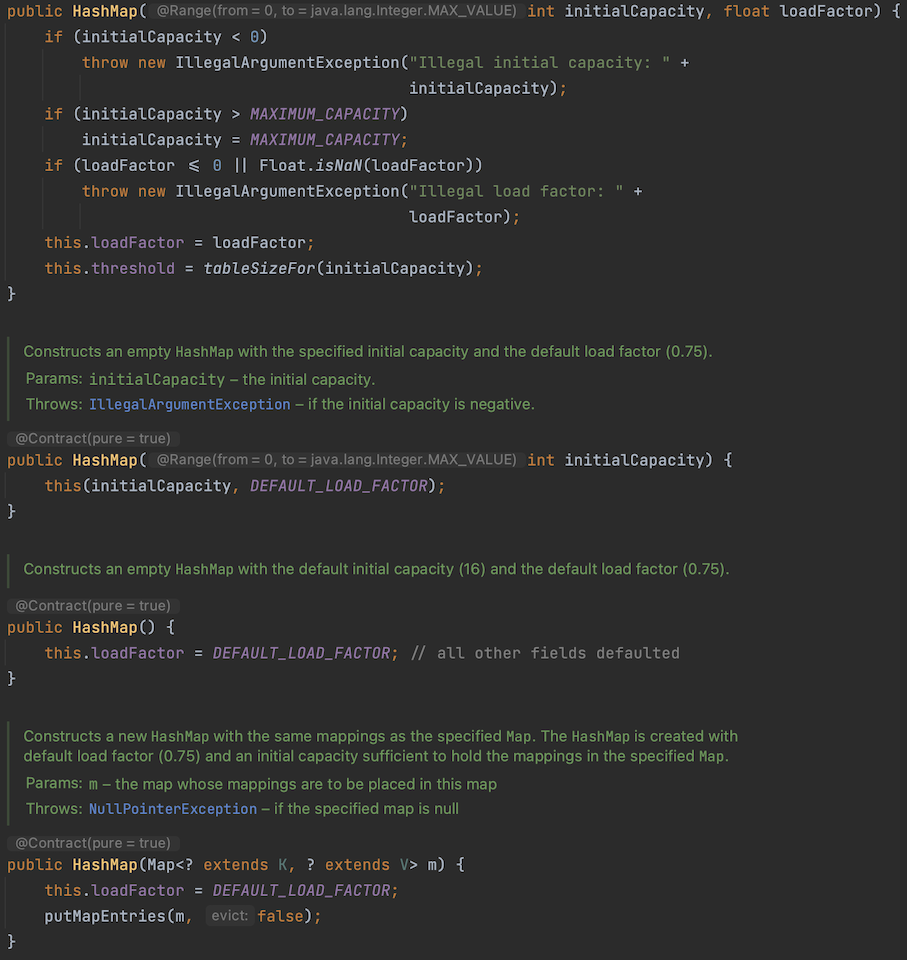 public HashMap( @Range(from = 0, to = java.lang.Integer.MAX_VALUE) int initialCapacity, float loadFactor) {
    if (initialCapacity < 0)
        throw new IllegalArgumentException("Illegal initial capacity: " +
                                           initialCapacity);
    if (initialCapacity > MAXIMUM_CAPACITY)
        initialCapacity = MAXIMUM_CAPACITY;
    if (loadFactor <= 0 || Float.isNaN(loadFactor))
        throw new IllegalArgumentException("Illegal load factor: " +
                                           loadFactor);
    this.loadFactor = loadFactor;
    this.threshold = tableSizeFor(initialCapacity);
}
Constructs an empty HashMap with the specified initial capacity and the default load factor (0.75).
Params: initialCapacity – the initial capacity.
Throws: IllegalArgumentException – if the initial capacity is negative.
@Contract(pure = true)
public HashMap( @Range(from = 0, to = java.lang.Integer.MAX_VALUE) int initialCapacity) {
    this(initialCapacity, DEFAULT_LOAD_FACTOR);
}
Constructs an empty HashMap with the default initial capacity (16) and the default load factor (0.75).
@Contract(pure = true)
public HashMap() {
    this.loadFactor = DEFAULT_LOAD_FACTOR; // all other fields defaulted
}
Constructs a new HashMap with the same mappings as the specified Map. The HashMap is created with
default load factor (0.75) and an initial capacity sufficient to hold the mappings in the specified Map.
Params: m – the map whose mappings are to be placed in this map
Throws: NullPointerException – if the specified map is null
@Contract(pure = true)
public HashMap(Map<? extends K, ? extends V> m) {
    this.loadFactor = DEFAULT_LOAD_FACTOR;
    putMapEntries(m, evict: false);
}